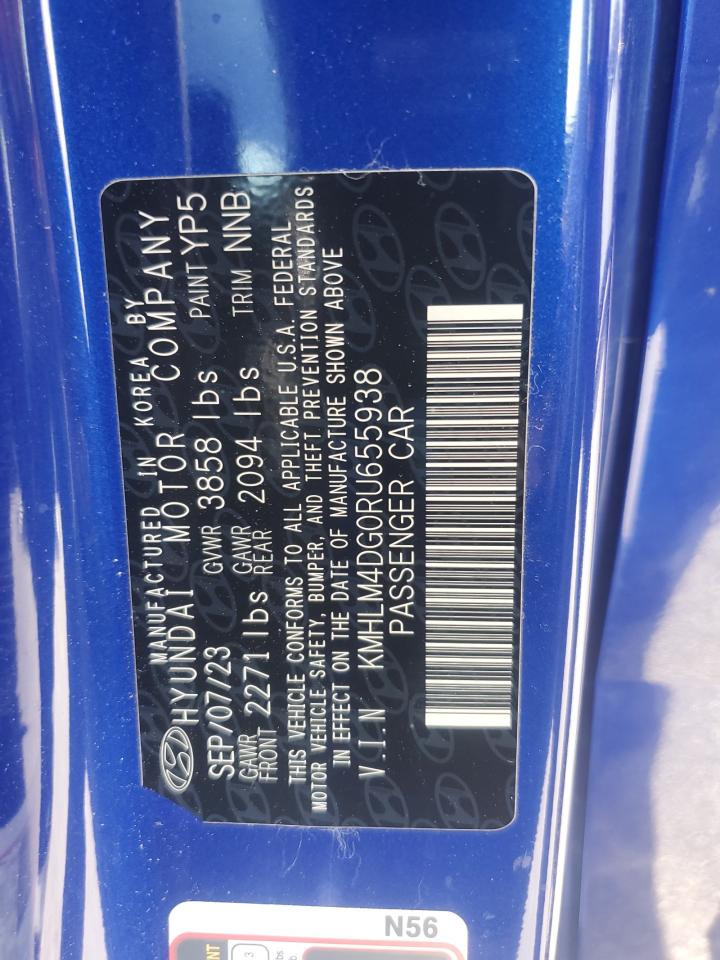 MANUFACTURED IN KOREA BY
HYUNDAI MOTOR COMPANY
SEP/07/23 GVWR 3858 lbs PAINT YP5
GAWR FRONT 2271 lbs GAWR REAR 2094 lbs TRIM NNB
THIS VEHICLE CONFORMS TO ALL APPLICABLE U.S.A. FEDERAL
MOTOR VEHICLE SAFETY, BUMPER, AND THEFT PREVENTION STANDARDS
IN EFFECT ON THE DATE OF MANUFACTURE SHOWN ABOVE
V.I.N KMHLM4DG0RU655938
PASSENGER CAR
N56